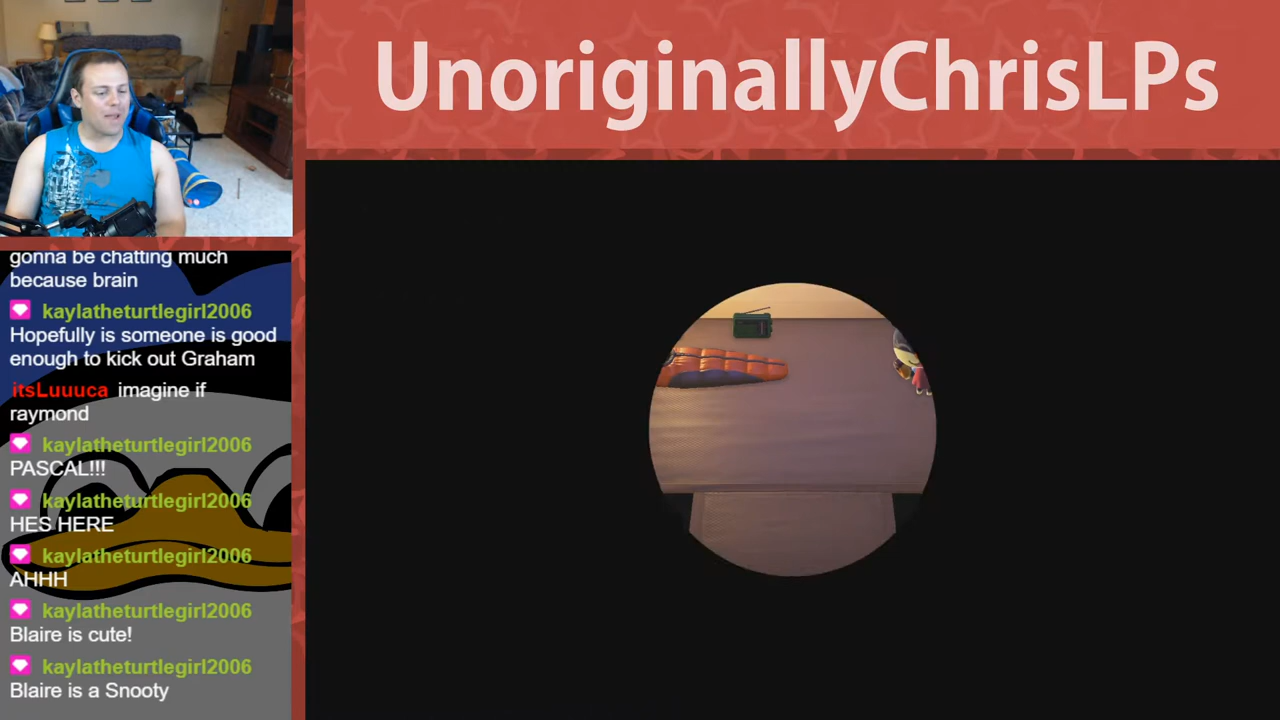 UnoriginallyChrisLPs
gonna be chatting much
because brain
kaylatheturtlegirl2006
Hopefully is someone is good
enough to kick out Graham
itsLuuuca imagine if
raymond
kaylatheturtlegirl2006
PASCAL!!!
kaylatheturtlegirl2006
HES HERE
kaylatheturtlegirl2006
AHHH
kaylatheturtlegirl2006
Blaire is cute!
kaylatheturtlegirl2006
Blaire is a Snooty